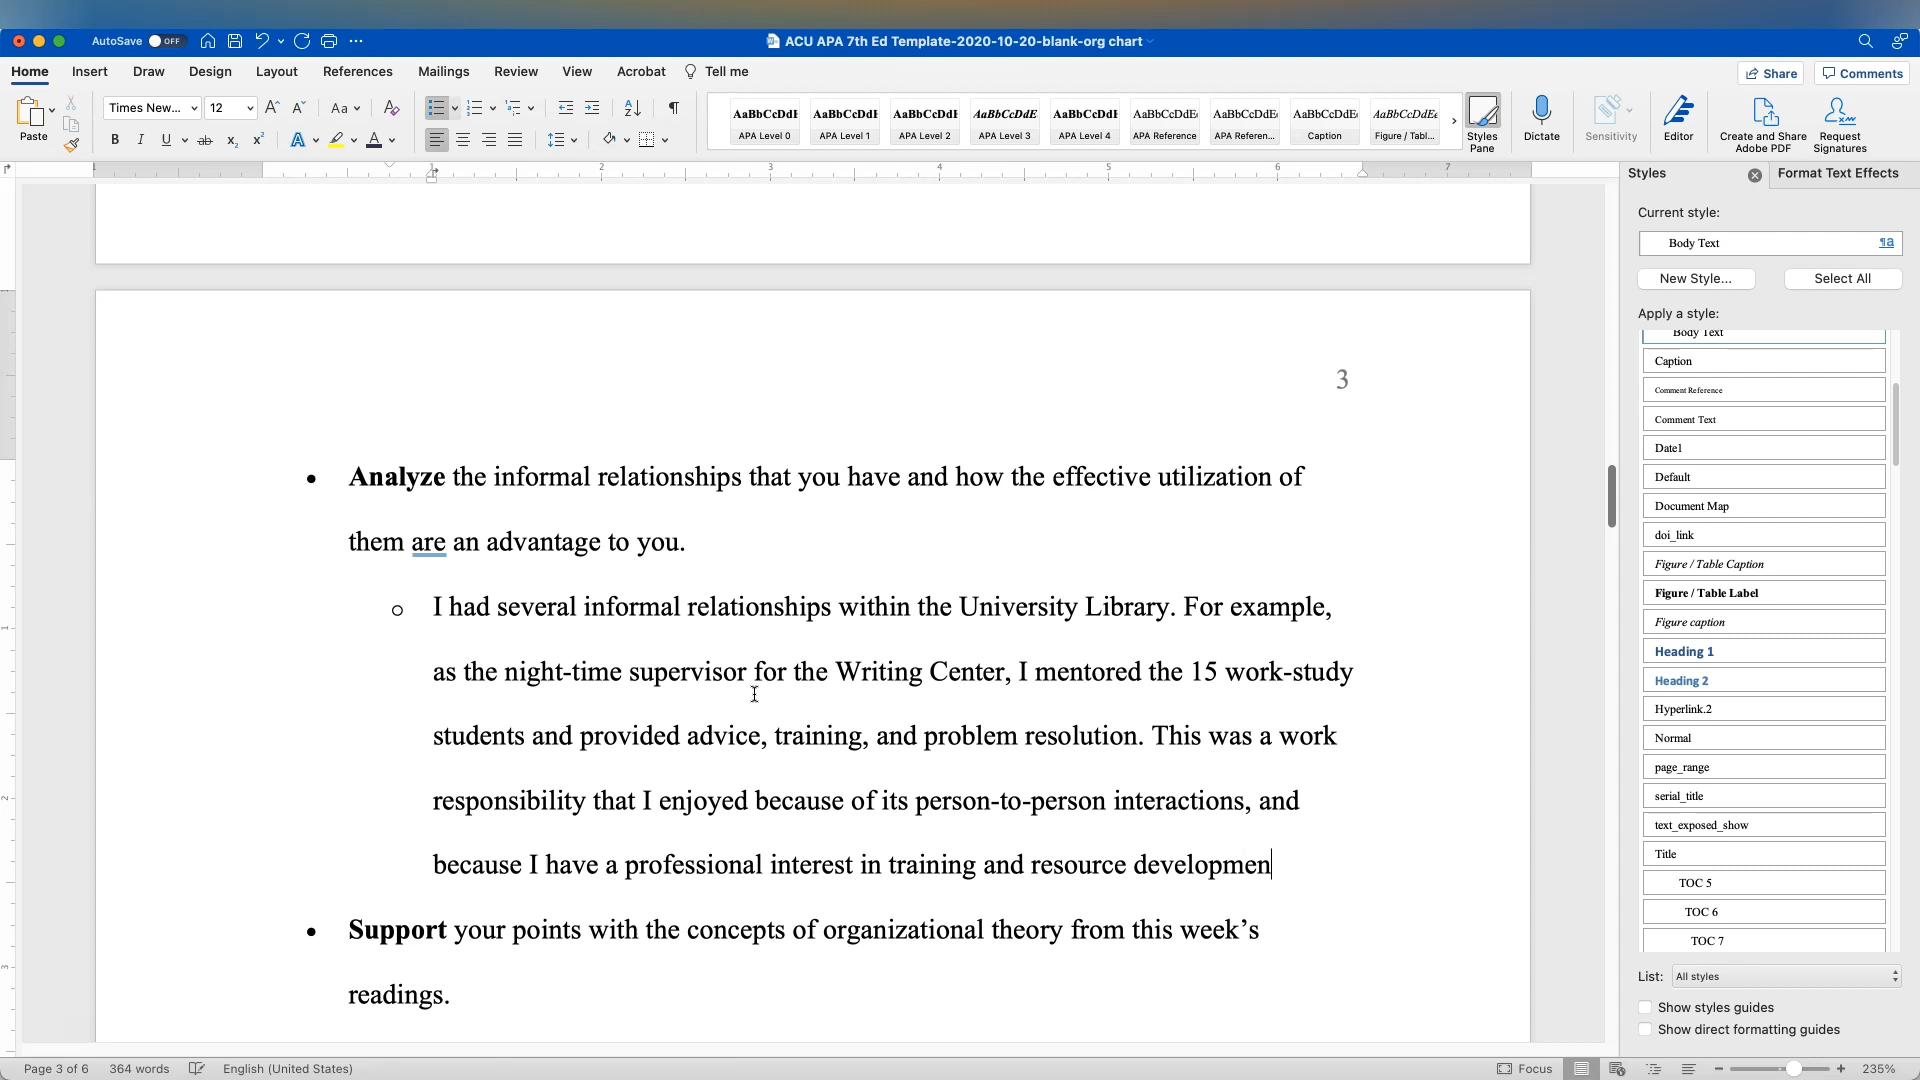 AutoSave OFF
ACU APA 7th Ed Template-2020-10-20-blank-org chart
Home Insert Draw Design Layout References Mailings Review View Acrobat Tell me
Share Comments
Paste
Times New... 12
AaBbCcDdE APA Level 0
AaBbCcDdE APA Level 1
AaBbCcDdE APA Level 2
AaBbCcDdE APA Level 3
AaBbCcDdE APA Level 4
AaBbCcDdE APA Reference
AaBbCcDdE APA Referen...
AaBbCcDdE Caption
AaBbCcDdE Figure / Tabl...
Styles Pane
Dictate
Sensitivity
Editor
Create and Share Adobe PDF
Request Signatures
1 1 2 3 4 5 6 7
3
• Analyze the informal relationships that you have and how the effective utilization of
them are an advantage to you.
o I had several informal relationships within the University Library. For example,
as the night-time supervisor for the Writing Center, I mentored the 15 work-study
students and provided advice, training, and problem resolution. This was a work
responsibility that I enjoyed because of its person-to-person interactions, and
because I have a professional interest in training and resource developmen
• Support your points with the concepts of organizational theory from this week’s
readings.
Styles
Format Text Effects
Current style:
Body Text
New Style... Select All
Apply a style:
Body Text
Caption
Comment Reference
Comment Text
Date1
Default
Document Map
doi_link
Figure / Table Caption
Figure / Table Label
Figure caption
Heading 1
Heading 2
Hyperlink.2
Normal
page_range
serial_title
text_exposed_show
Title
TOC 5
TOC 6
TOC 7
List: All styles
Show styles guides
Show direct formatting guides
Page 3 of 6 364 words English (United States)
Focus 235%